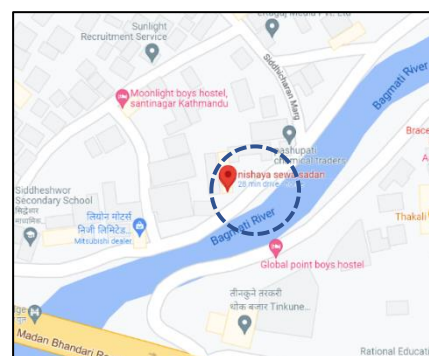 Sunlight
Recruitment Service
Siddhicharan Marg
Bagmati River
Moonlight boys hostel,
santinagar Kathmandu
Pashupati
chemical Traders
nishaya sewa sadan
28 min drive
Siddheshwor
Secondary School
सिद्धेश्वर
लियोन मोटर्स
निजी लिमिटेड...
Mitsubishi dealer
Bagmati River
Thakali
Global point boys hostel
तीनकुने तरकारी
थोक बजार Tinkune...
Madan Bhandari
Rational Educati